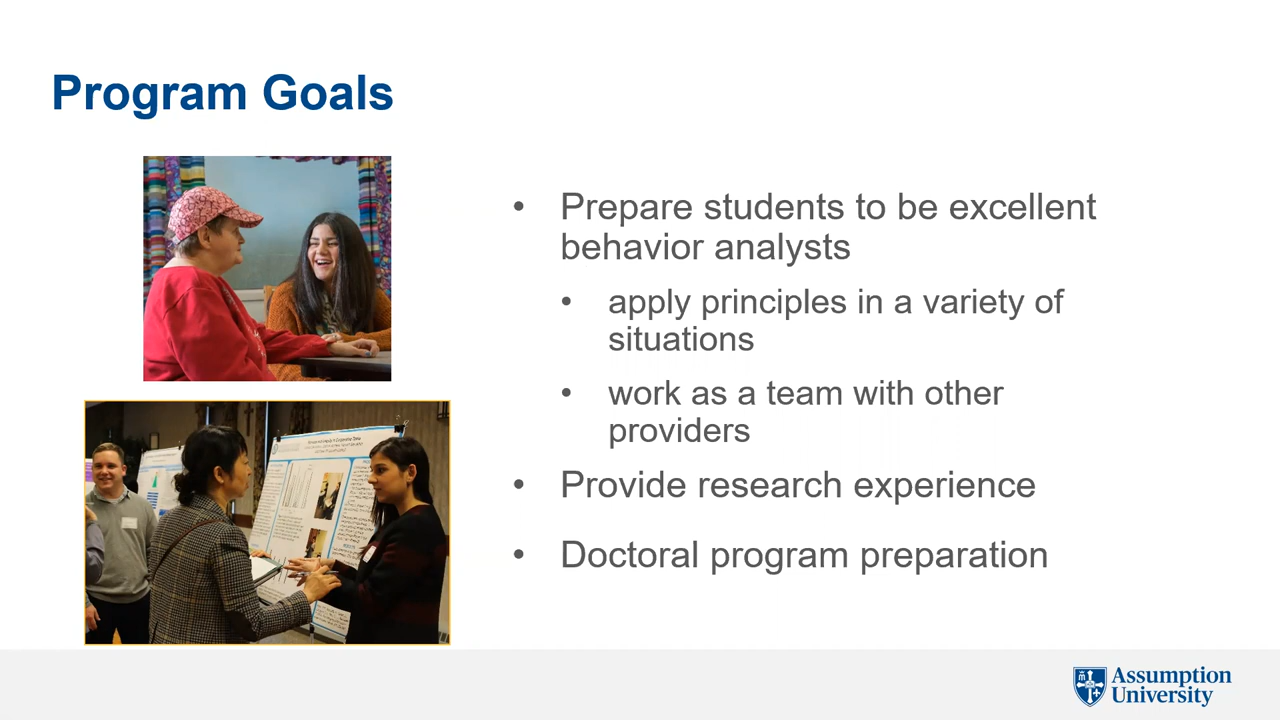 Program Goals
• Prepare students to be excellent
behavior analysts
• apply principles in a variety of
situations
• work as a team with other
providers
• Provide research experience
• Doctoral program preparation
Assumption
University